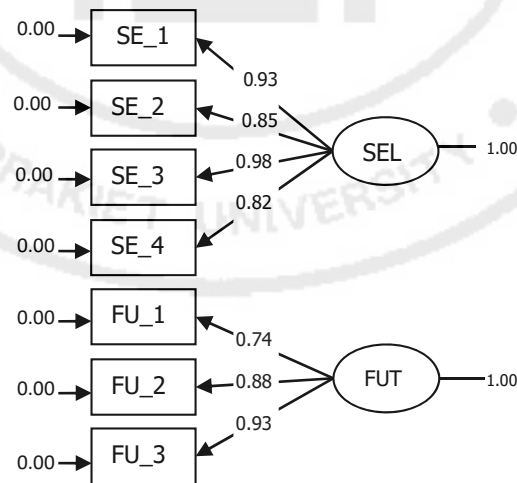 0.00 SE_1
0.93
0.00 SE_2
0.85
SEL 1.00
0.00 SE_3
0.98
0.82
0.00 SE_4
0.00 FU_1
0.74
0.00 FU_2
0.88
FUT 1.00
0.93
0.00 FU_3
RAKIET UNIVERSITY